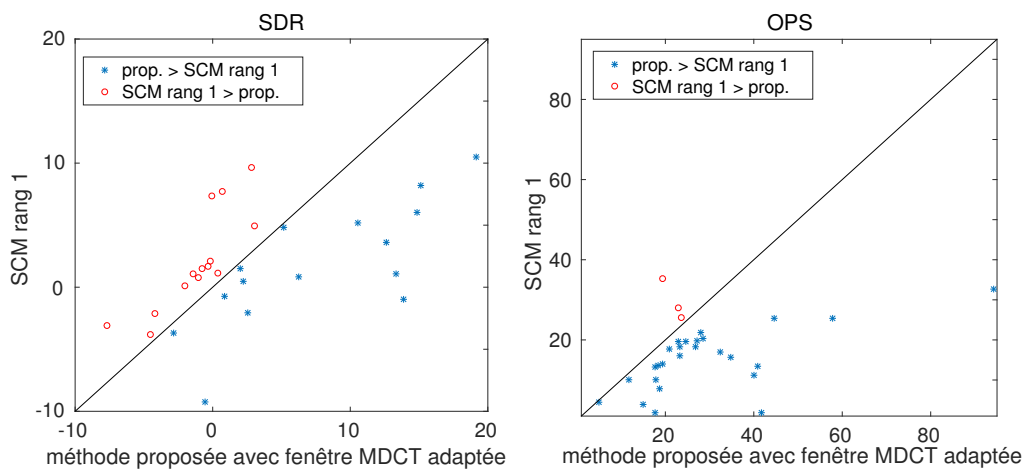 SDR
prop. > SCM rang 1
SCM rang 1 > prop.
20
10
0
-10
SCM rang 1
-10 0 10 20
méthode proposée avec fenêtre MDCT adaptée
OPS
prop. > SCM rang 1
SCM rang 1 > prop.
80
60
40
20
SCM rang 1
20 40 60 80
méthode proposée avec fenêtre MDCT adaptée